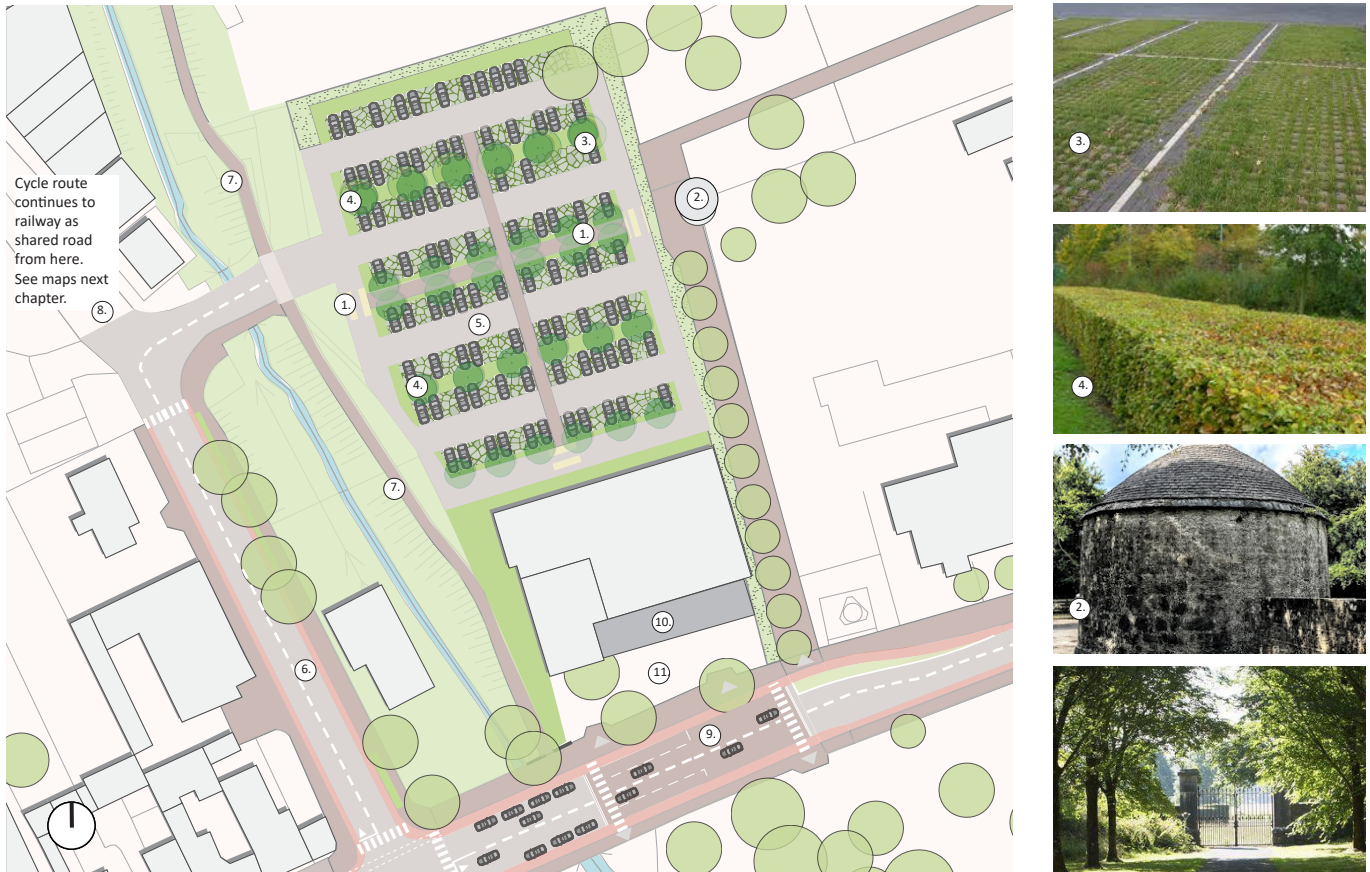 3.
2.
7.
3.
4.
Cycle route
continues to
railway as
shared road
from here.
See maps next
chapter.
1.
1.
8.
5.
4.
4.
7.
2.
10.
6.
11.
9.